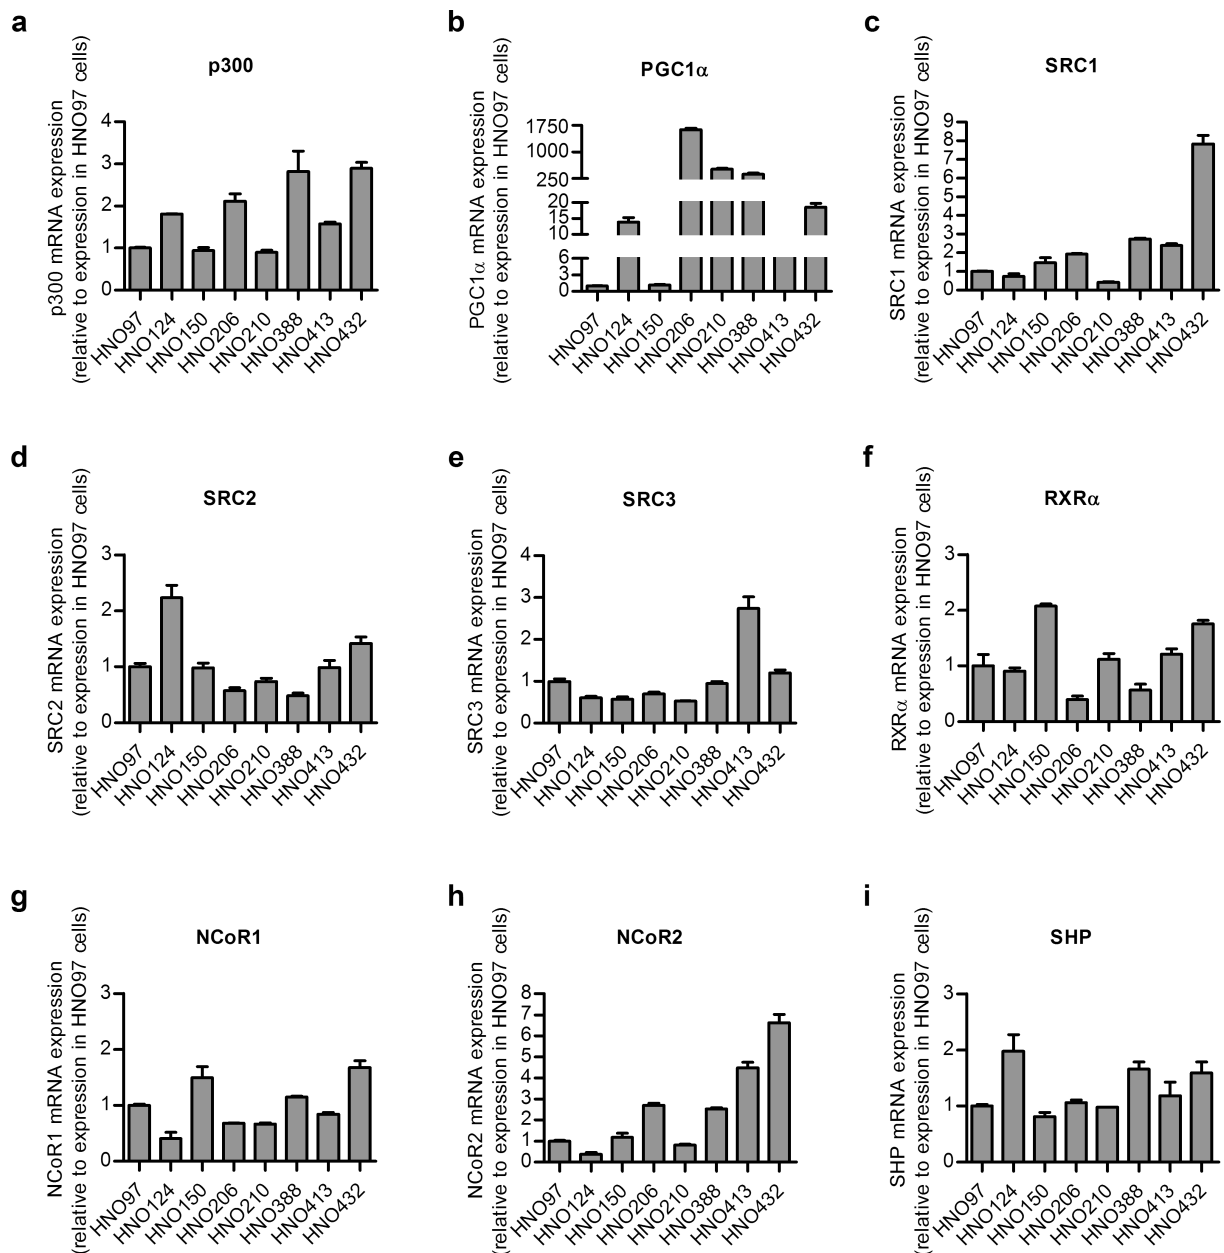 a
p300
p300 mRNA expression
(relative to expression in HNO97 cells)
4
3
2
1
0
HNO97
HNO124
HNO150
HNO206
HNO210
HNO388
HNO413
HNO432
b
PGC1α
PGC1α mRNA expression
(relative to expression in HNO97 cells)
1750
1000
250
20
15
10
6
3
0
HNO97
HNO124
HNO150
HNO206
HNO210
HNO388
HNO413
HNO432
c
SRC1
SRC1 mRNA expression
(relative to expression in HNO97 cells)
9
8
7
6
5
4
3
2
1
0
HNO97
HNO124
HNO150
HNO206
HNO210
HNO388
HNO413
HNO432
d
SRC2
SRC2 mRNA expression
(relative to expression in HNO97 cells)
3
2
1
0
HNO97
HNO124
HNO150
HNO206
HNO210
HNO388
HNO413
HNO432
e
SRC3
SRC3 mRNA expression
(relative to expression in HNO97 cells)
4
3
2
1
0
HNO97
HNO124
HNO150
HNO206
HNO210
HNO388
HNO413
HNO432
f
RXRα
RXRα mRNA expression
(relative to expression in HNO97 cells)
3
2
1
0
HNO97
HNO124
HNO150
HNO206
HNO210
HNO388
HNO413
HNO432
g
NCoR1
NCoR1 mRNA expression
(relative to expression in HNO97 cells)
3
2
1
0
HNO97
HNO124
HNO150
HNO206
HNO210
HNO388
HNO413
HNO432
h
NCoR2
NCoR2 mRNA expression
(relative to expression in HNO97 cells)
8
7
6
5
4
3
2
1
0
HNO97
HNO124
HNO150
HNO206
HNO210
HNO388
HNO413
HNO432
i
SHP
SHP mRNA expression
(relative to expression in HNO97 cells)
3
2
1
0
HNO97
HNO124
HNO150
HNO206
HNO210
HNO388
HNO413
HNO432